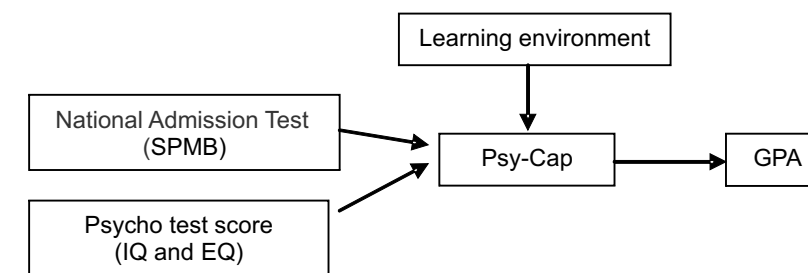 Learning environment
National Admission Test
(SPMB)
Psy-Cap
GPA
Psycho test score
(IQ and EQ)